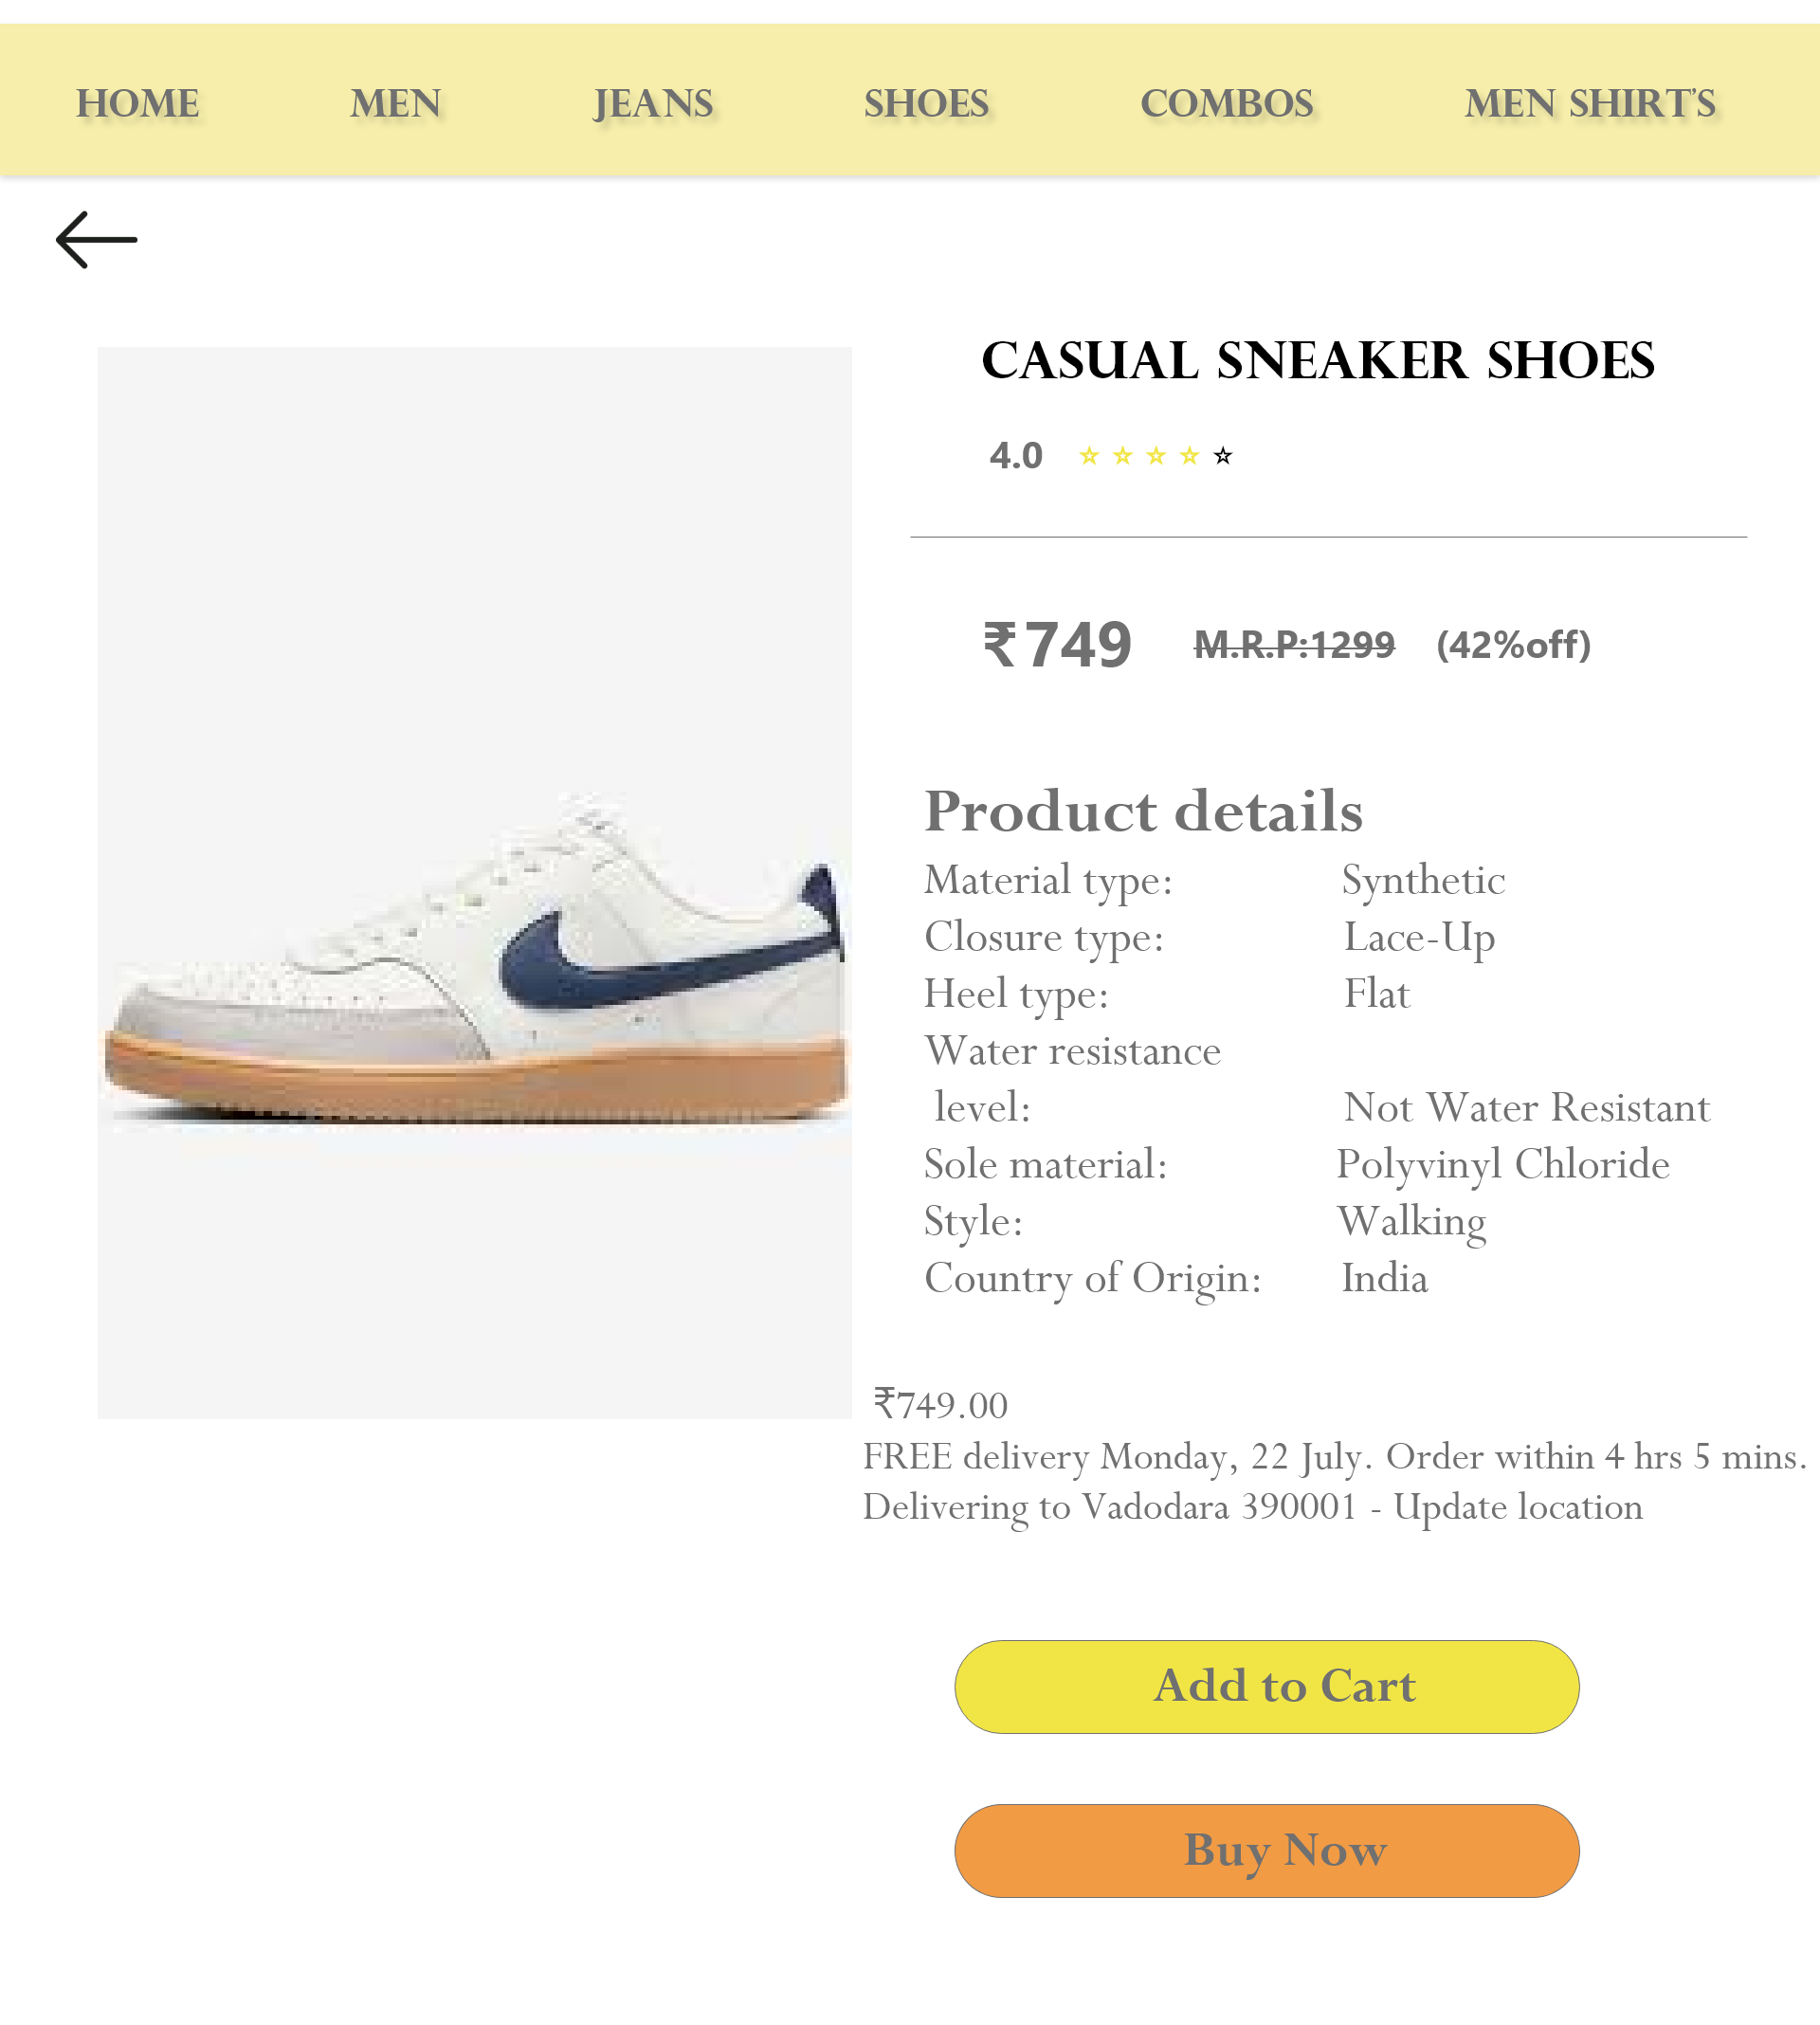 HOME MEN JEANS SHOES COMBOS MEN SHIRT'S
CASUAL SNEAKER SHOES
4.0
₹749 M.R.P:1299 (42%off)
Product details
Material type: Synthetic
Closure type: Lace-Up
Heel type: Flat
Water resistance
level: Not Water Resistant
Sole material: Polyvinyl Chloride
Style: Walking
Country of Origin: India
₹749.00
FREE delivery Monday, 22 July. Order within 4 hrs 5 mins.
Delivering to Vadodara 390001 - Update location
Add to Cart
Buy Now